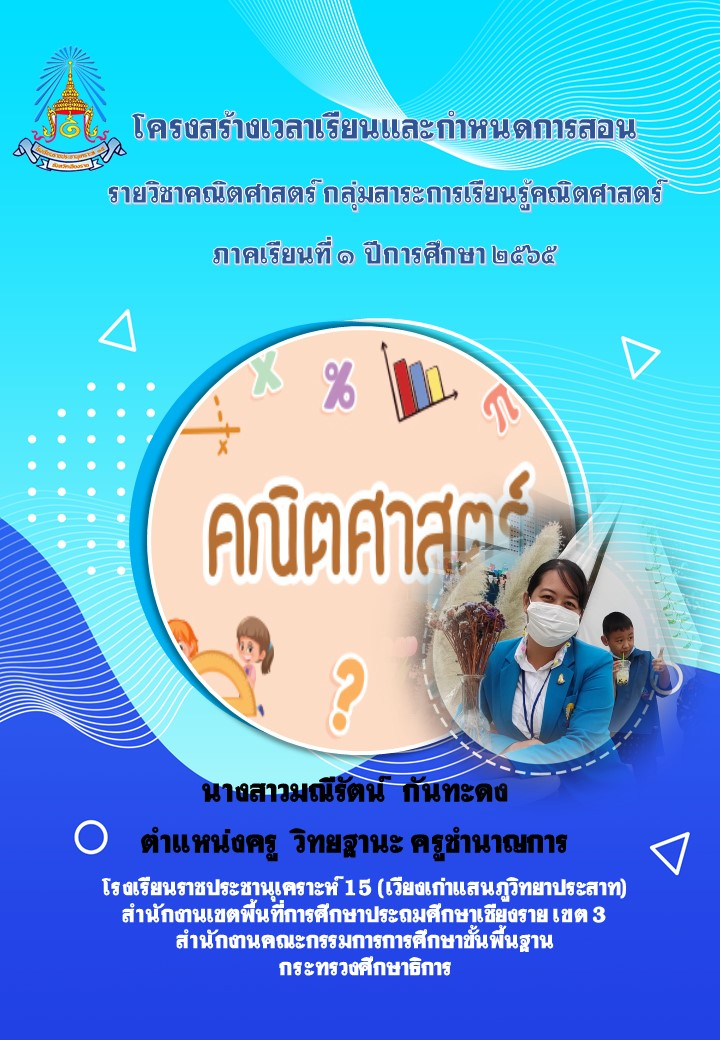 โครงสร้างเวลาเรียนและกำหนดการสอน
รายวิชาคณิตศาสตร์ กลุ่มสาระการเรียนรู้คณิตศาสตร์
ภาคเรียนที่ ๑ ปีการศึกษา ๒๕๖๕
x
%
π
x
คณิตศาสตร์
?
นางสาวมณีรัตน์ กันทะดง
ตำแหน่งครู วิทยฐานะ ครูชำนาญการ
โรงเรียนราชประชานุเคราะห์ 15 (เวียงเก่าแสนภูวิทยาประสาท)
สำนักงานเขตพื้นที่การศึกษาประถมศึกษาเชียงราย เขต 3
สำนักงานคณะกรรมการการศึกษาขั้นพื้นฐาน
กระทรวงศึกษาธิการ